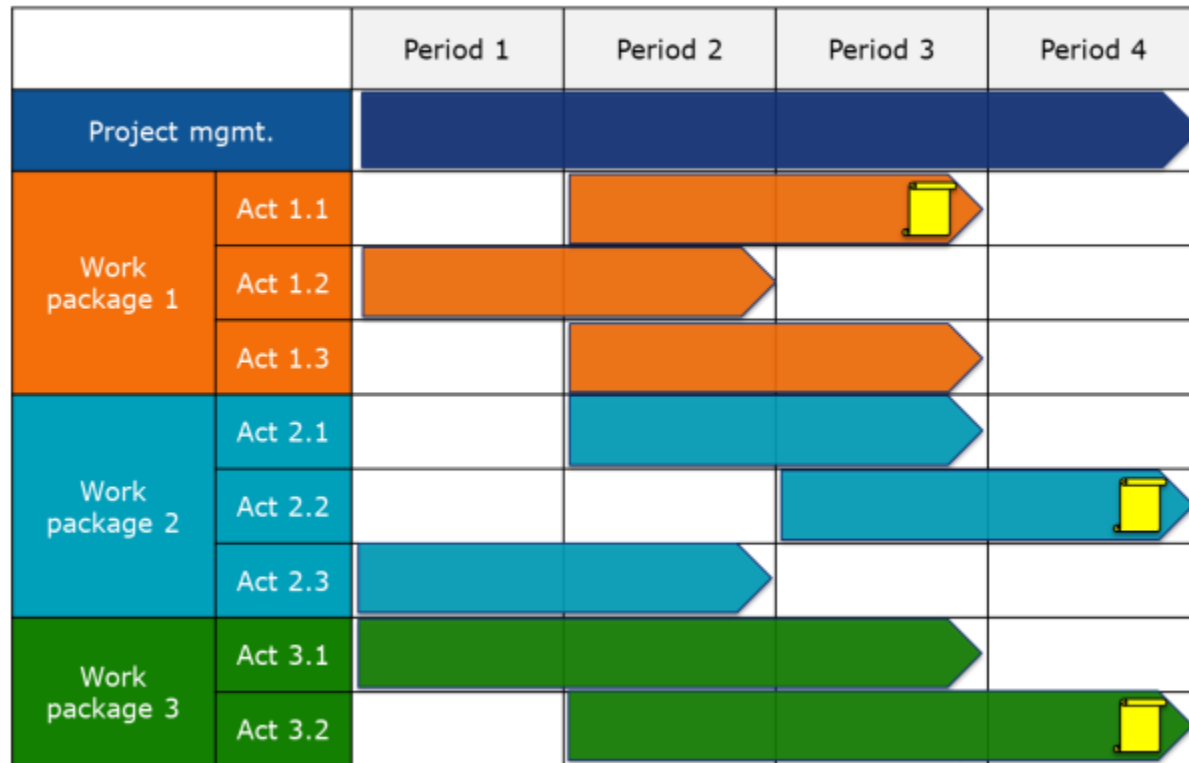 Period 1
Period 2
Period 3
Period 4
Project mgmt.
Work
package 1
Act 1.1
Act 1.2
Act 1.3
Work
package 2
Act 2.1
Act 2.2
Act 2.3
Work
package 3
Act 3.1
Act 3.2